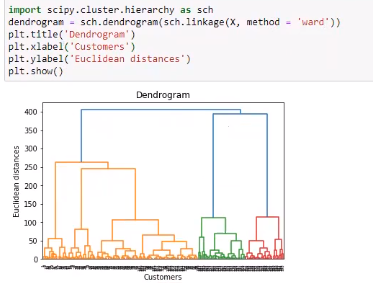 import scipy.cluster.hierarchy as sch
dendrogram = sch.dendrogram(sch.linkage(X, method = 'ward'))
plt.title('Dendrogram')
plt.xlabel('Customers')
plt.ylabel('Euclidean distances')
plt.show()
Dendrogram
Euclidean distances
400
350
300
250
200
150
100
50
0
Customers